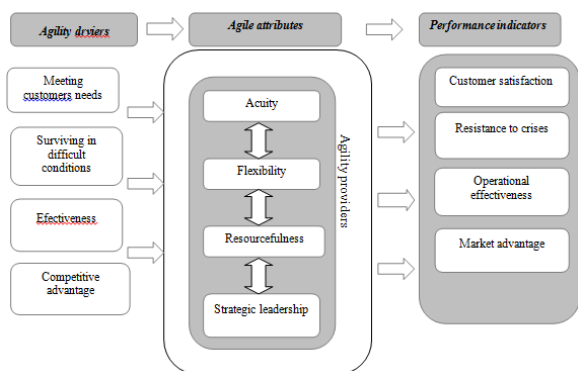 Agility drviers
Agile attributes
Performance indicators
Meeting
customers needs
Surviving in
difficult
conditions
Efectiveness
Competitive
advantage
Acuity
Flexibility
Resourcefulness
Strategic leadership
Agility providers
Customer satisfaction
Resistance to crises
Operational
effectiveness
Market advantage